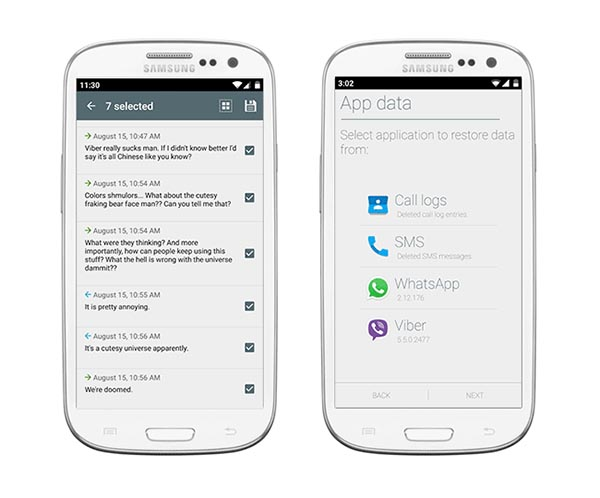 SAMSUNG
11:30
7 selected
August 15, 10:47 AM
Viber really sucks man. If I didn't know better I'd
say it's all Chinese like you know?
August 15, 10:54 AM
Colors shmulors... What about the cutesy
fraking bear face man?? Can you tell me that?
August 15, 10:54 AM
What were they thinking? And more
importantly, how can people keep using this
stuff? What the hell is wrong with the universe
dammit??
August 15, 10:55 AM
It is pretty annoying.
August 15, 10:56 AM
It's a cutesy universe apparently.
August 15, 10:56 AM
We're doomed.
SAMSUNG
3:02
App data
Select application to restore data
from:
Call logs
Deleted call log entries.
SMS
Deleted SMS messages.
WhatsApp
2.12.176
Viber
5.5.0.2477
BACK
NEXT